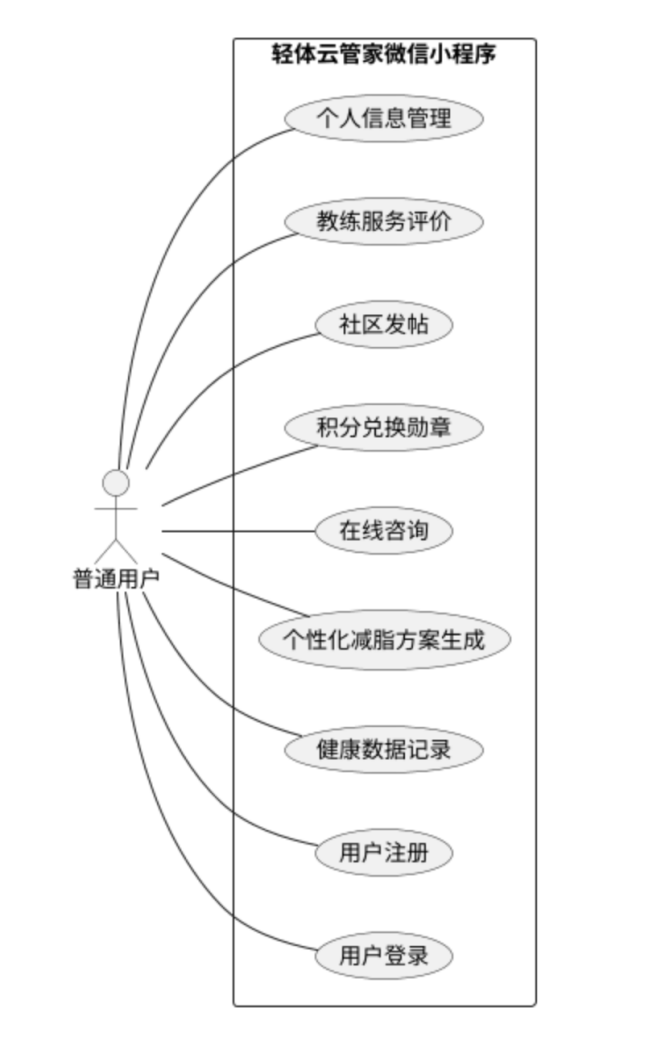 轻体云管家微信小程序
个人信息管理
教练服务评价
社区发帖
积分兑换勋章
在线咨询
普通用户
个性化减脂方案生成
健康数据记录
用户注册
用户登录